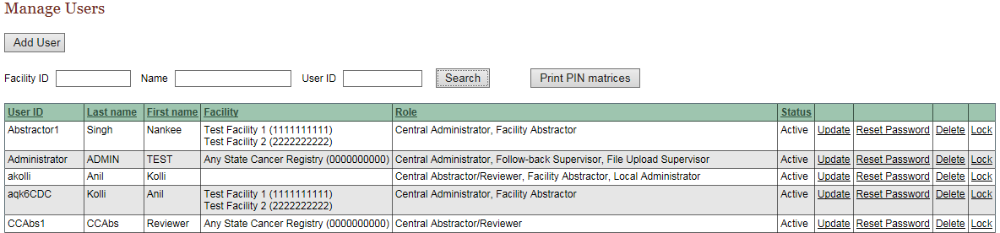 Manage Users
Add User
Facility ID Name User ID Search Print PIN matrices
User ID Last name First name Facility Role Status
Abstractor1 Singh Nankee Test Facility 1 (1111111111) Central Administrator, Facility Abstractor Active Update Reset Password Delete Lock
Test Facility 2 (2222222222)
Administrator ADMIN TEST Any State Cancer Registry (0000000000) Central Administrator, Follow-back Supervisor, File Upload Supervisor Active Update Reset Password Delete Lock
akolli Anil Kolli Central Abstractor/Reviewer, Facility Abstractor, Local Administrator Active Update Reset Password Delete Lock
aqk6CDC Kolli Anil Test Facility 1 (1111111111) Central Administrator, Facility Abstractor Active Update Reset Password Delete Lock
Test Facility 2 (2222222222)
CCAbs1 CCAbs Reviewer Any State Cancer Registry (0000000000) Central Abstractor/Reviewer Active Update Reset Password Delete Lock